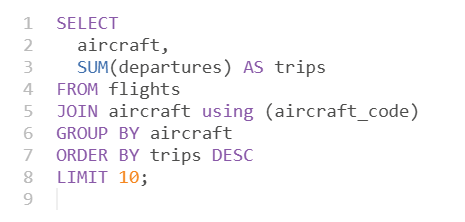 1 SELECT
2   aircraft,
3   SUM(departures) AS trips
4 FROM flights
5 JOIN aircraft using (aircraft_code)
6 GROUP BY aircraft
7 ORDER BY trips DESC
8 LIMIT 10;
9